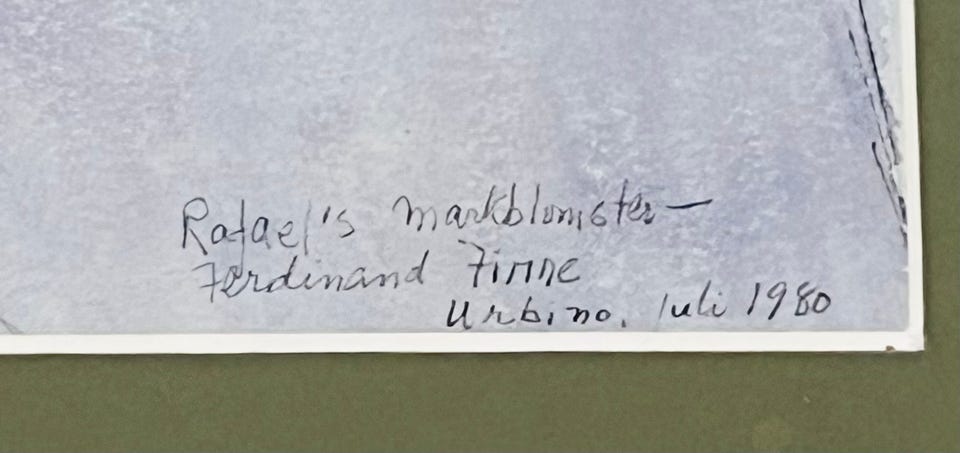 Rafael's markblomster—
Ferdinand Finne
Urbino, Juli 1980